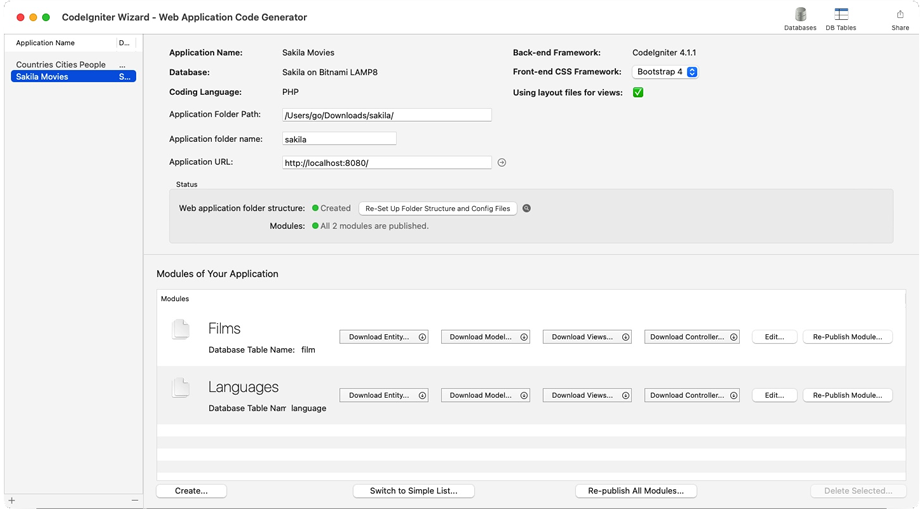 CodeIgniter Wizard - Web Application Code Generator
Databases
DB Tables
Share
Application Name
D...
Countries Cities People
...
Sakila Movies
S...
Application Name:
Sakila Movies
Back-end Framework:
CodeIgniter 4.1.1
Database:
Sakila on Bitnami LAMP8
Front-end CSS Framework:
Bootstrap 4
Coding Language:
PHP
Using layout files for views:
Application Folder Path:
/Users/go/Downloads/sakila/
Application folder name:
sakila
Application URL:
http://localhost:8080/
Status
Web application folder structure:
Created
Re-Set Up Folder Structure and Config Files
Modules:
All 2 modules are published.
Modules of Your Application
Modules
Films
Database Table Name: film
Download Entity...
Download Model...
Download Views...
Download Controller...
Edit...
Re-Publish Module...
Languages
Database Table Nam language
Download Entity...
Download Model...
Download Views...
Download Controller...
Edit...
Re-Publish Module...
Create...
Switch to Simple List...
Re-publish All Modules...
Delete Selected...